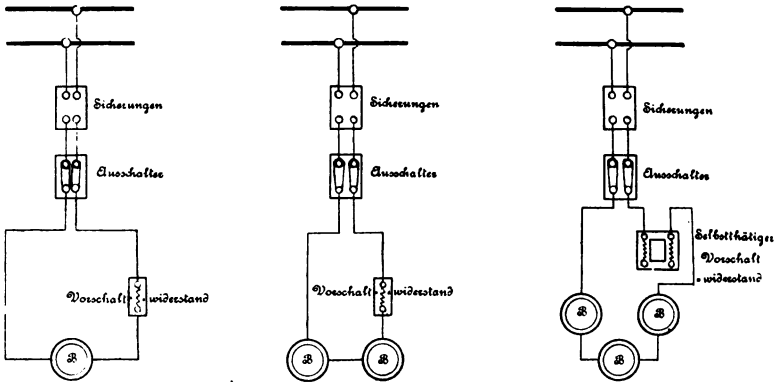 Sicherungen
Ausschalter
Vorschalt-widerstand
B
Sicherungen
Ausschalter
Vorschalt-widerstand
B B
Sicherungen
Ausschalter
Selbstthätiger
Vorschalt
-widerstand
B B
B